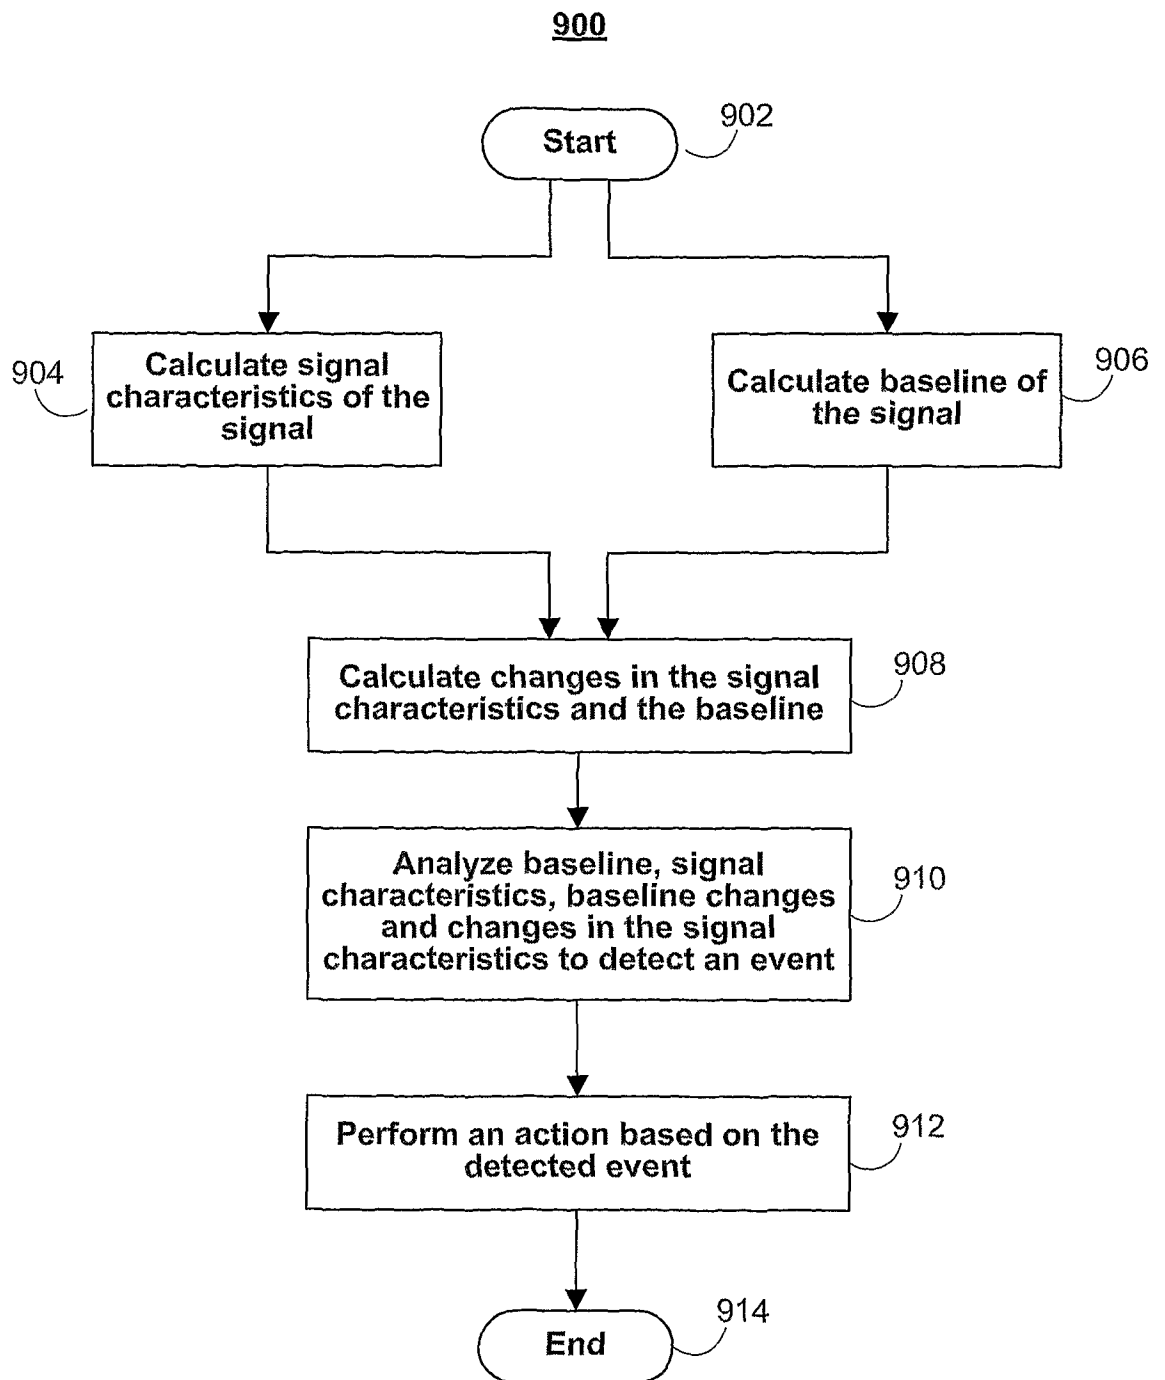 900
Start
902
904
Calculate signal
characteristics of the
signal
Calculate baseline of
the signal
906
Calculate changes in the signal
characteristics and the baseline
908
Analyze baseline, signal
characteristics, baseline changes
and changes in the signal
characteristics to detect an event
910
Perform an action based on the
detected event
912
End
914